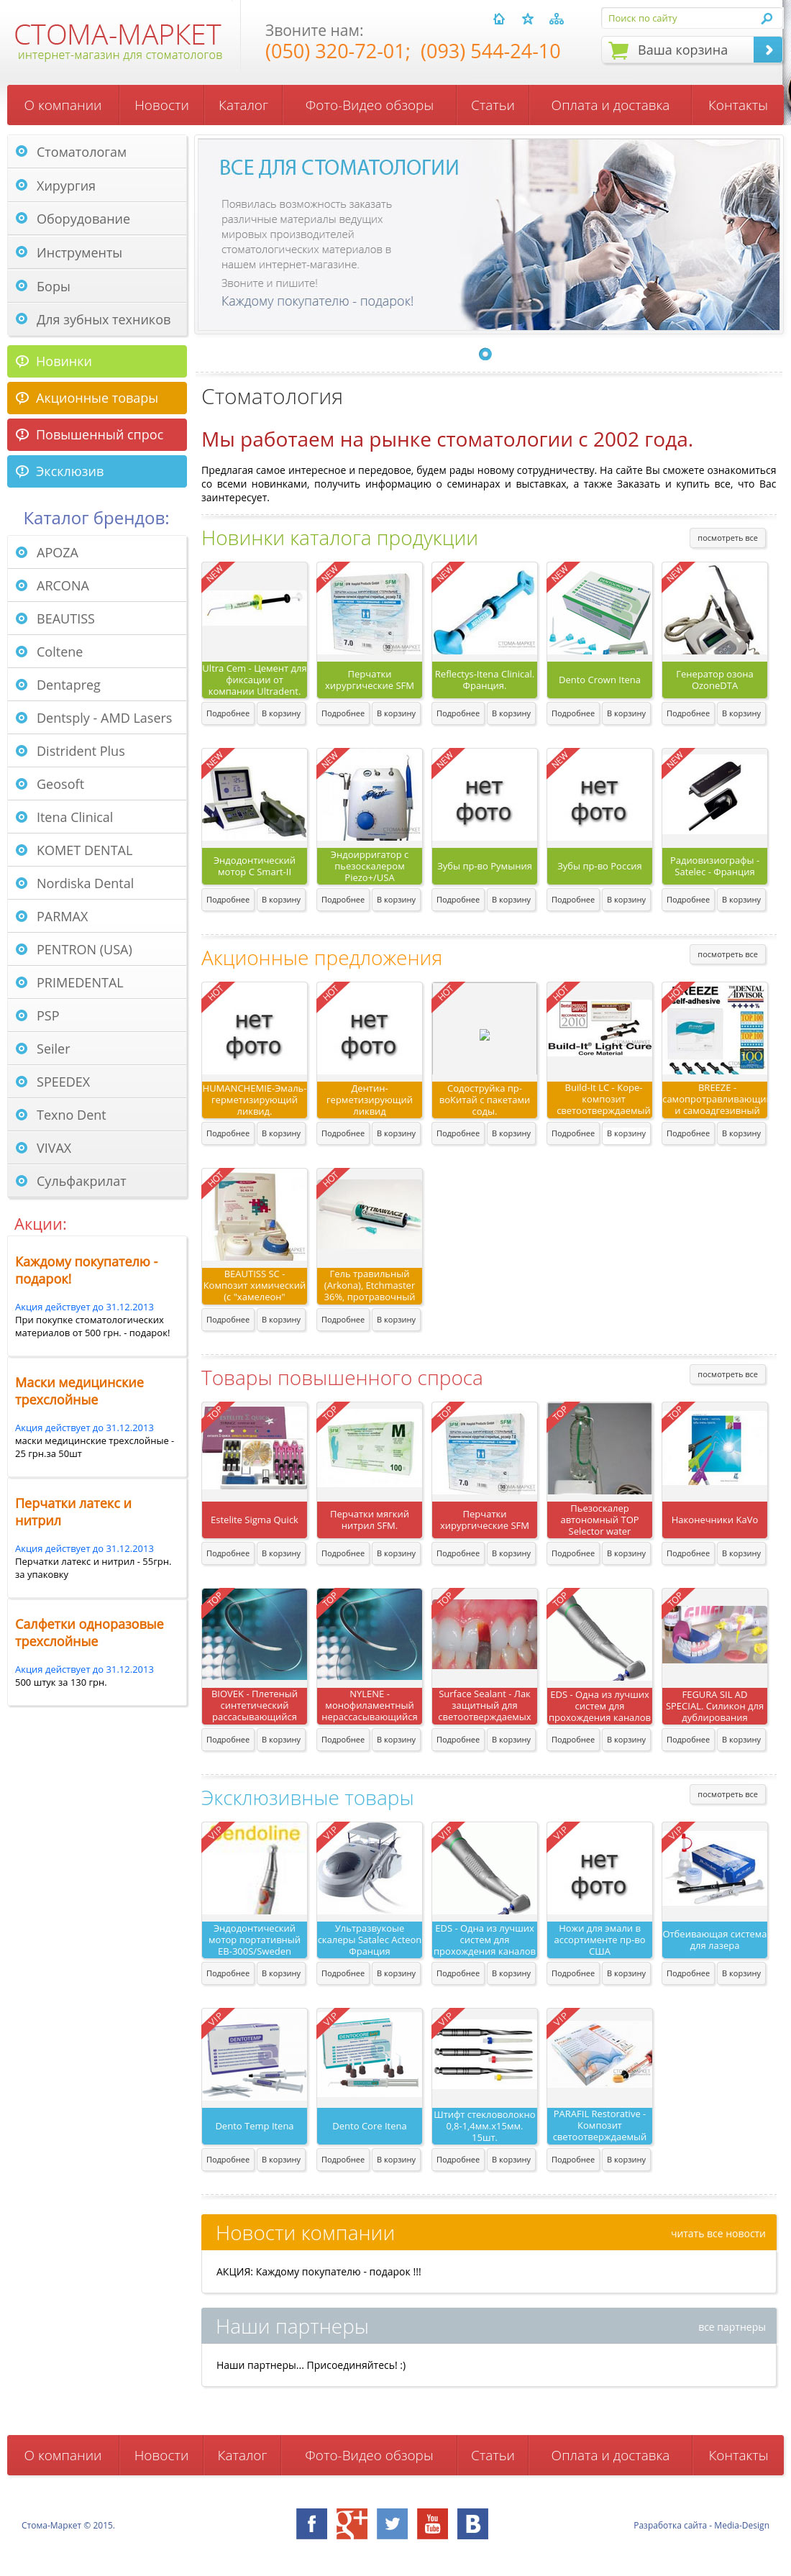 СТОМА-МАРКЕТ
интернет-магазин для стоматологов
Звоните нам:
(050) 320-72-01; (093) 544-24-10
Поиск по сайту
Ваша корзина
О компании Новости Каталог Фото-Видео обзоры Статьи Оплата и доставка Контакты
Стоматологам
Хирургия
Оборудование
Инструменты
Боры
Для зубных техников
Новинки
Акционные товары
Повышенный спрос
Эксклюзив
Каталог брендов:
APOZA
ARCONA
BEAUTISS
Coltene
Dentapreg
Dentsply - AMD Lasers
Distrident Plus
Geosoft
Itena Clinical
KOMET DENTAL
Nordiska Dental
PARMAX
PENTRON (USA)
PRIMEDENTAL
PSP
Seiler
SPEEDEX
Texno Dent
VIVAX
Сульфакрилат
Акции:
Каждому покупателю -
подарок!
Акция действует до 31.12.2013
При покупке стоматологических
материалов от 500 грн. - подарок!
Маски медицинские
трехслойные
Акция действует до 31.12.2013
маски медицинские трехслойные -
25 грн.за 50шт
Перчатки латекс и
нитрил
Акция действует до 31.12.2013
Перчатки латекс и нитрил - 55грн.
за упаковку
Салфетки одноразовые
трехслойные
Акция действует до 31.12.2013
500 штук за 130 грн.
ВСЕ ДЛЯ СТОМАТОЛОГИИ
Появилась возможность заказать
различные материалы ведущих
мировых производителей
стоматологических материалов в
нашем интернет-магазине.
Звоните и пишите!
Каждому покупателю - подарок!
Стоматология
Мы работаем на рынке стоматологии с 2002 года.
Предлагая самое интересное и передовое, будем рады новому сотрудничеству. На сайте Вы сможете ознакомиться
со всеми новинками, получить информацию о семинарах и выставках, а также Заказать и купить все, что Вас
заинтересует.
Новинки каталога продукции
посмотреть все
NEW NEW NEW NEW NEW
Ultra Cem - Цемент для
фиксации от
компании Ultradent.
Перчатки
хирургические SFM
Reflectys-Itena Clinical.
Франция.
Dento Crown Itena
Генератор озона
OzoneDTA
Подробнее В корзину Подробнее В корзину Подробнее В корзину Подробнее В корзину Подробнее В корзину
NEW NEW NEW NEW NEW
нет
фото
нет
фото
Эндодонтический
мотор C Smart-II
Эндоирригатор с
пьезоскалером
Piezo+/USA
Зубы пр-во Румыния
Зубы пр-во Россия
Радиовизиографы -
Satelec - Франция
Подробнее В корзину Подробнее В корзину Подробнее В корзину Подробнее В корзину Подробнее В корзину
Акционные предложения
посмотреть все
HOT HOT HOT HOT HOT
нет
фото
нет
фото
Build-It® Light Cure
Core Material
HUMANCHEMIE-Эмаль-
герметизирующий
ликвид.
Дентин-
герметизирующий
ликвид
Содоструйка пр-
воКитай с пакетами
соды.
Build-It LC - Коре-
композит
светоотверждаемый
BREEZE -
самопротравливающий
и самоадгезивный
Подробнее В корзину Подробнее В корзину Подробнее В корзину Подробнее В корзину Подробнее В корзину
HOT HOT
BEAUTISS SC -
Композит химический
(с "хамелеон"
Гель травильный
(Arkona), Etchmaster
36%, протравочный
Подробнее В корзину Подробнее В корзину
Товары повышенного спроса
посмотреть все
TOP TOP TOP TOP TOP
Estelite Sigma Quick
Перчатки мягкий
нитрил SFM.
Перчатки
хирургические SFM
Пьезоскалер
автономный TOP
Selector water
Наконечники KaVo
Подробнее В корзину Подробнее В корзину Подробнее В корзину Подробнее В корзину Подробнее В корзину
TOP TOP TOP TOP TOP
BIOVEK - Плетеный
синтетический
рассасывающийся
NYLENE -
монофиламентный
нерассасывающийся
Surface Sealant - Лак
защитный для
светоотверждаемых
EDS - Одна из лучших
систем для
прохождения каналов
FEGURA SIL AD
SPECIAL. Силикон для
дублирования
Подробнее В корзину Подробнее В корзину Подробнее В корзину Подробнее В корзину Подробнее В корзину
Эксклюзивные товары
посмотреть все
VIP VIP VIP VIP VIP
нет
фото
Эндодонтический
мотор портативный
EB-300S/Sweden
Ультразвукоые
скалеры Satalec Acteon
Франция
EDS - Одна из лучших
систем для
прохождения каналов
Ножи для эмали в
ассортименте пр-во
США
Отбеивающая система
для лазера
Подробнее В корзину Подробнее В корзину Подробнее В корзину Подробнее В корзину Подробнее В корзину
VIP VIP VIP VIP
Dento Temp Itena
Dento Core Itena
Штифт стекловолокно
0,8-1,4мм.х15мм.
15шт.
PARAFIL Restorative -
Композит
светоотверждаемый
Подробнее В корзину Подробнее В корзину Подробнее В корзину Подробнее В корзину
Новости компании
читать все новости
АКЦИЯ: Каждому покупателю - подарок !!!
Наши партнеры
все партнеры
Наши партнеры... Присоединяйтесь! :)
О компании Новости Каталог Фото-Видео обзоры Статьи Оплата и доставка Контакты
Стома-Маркет © 2015.
Разработка сайта - Media-Design